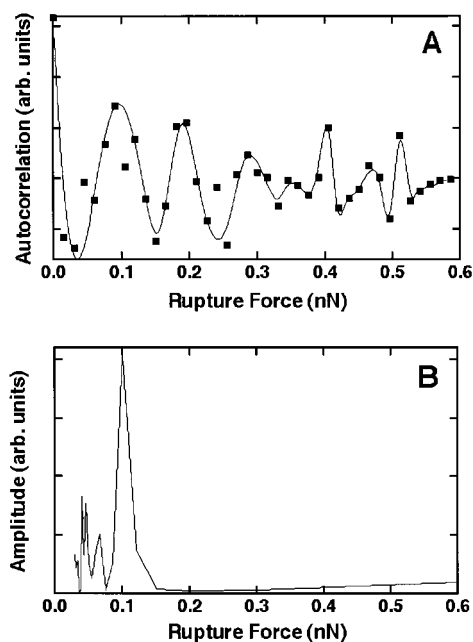 A
Autocorrelation (arb. units)
0.0 0.1 0.2 0.3 0.4 0.5 0.6
Rupture Force (nN)
B
Amplitude (arb. units)
0.0 0.1 0.2 0.3 0.4 0.5 0.6
Rupture Force (nN)